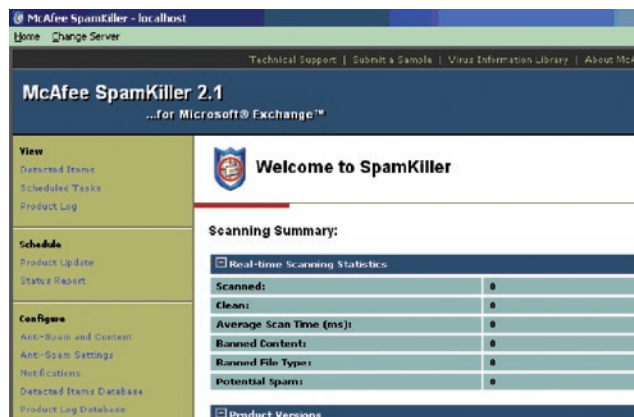 McAfee SpamKiller - localhost
Home Change Server
Technical Support | Submit a Sample | Virus Information Library | About McA
McAfee SpamKiller 2.1
...for Microsoft® Exchange™
View
Detected Items
Scheduled Tasks
Product Log
Welcome to SpamKiller
Schedule
Product Update
Status Report
Configure
Anti-Spam and Content
Anti-Spam Settings
Notifications
Detected Items Database
Product Log Database
Scanning Summary:
Real-time Scanning Statistics
Scanned: 0
Clean: 0
Average Scan Time (ms): 0
Banned Content: 0
Banned File Type: 0
Potential Spam: 0
Product Versions